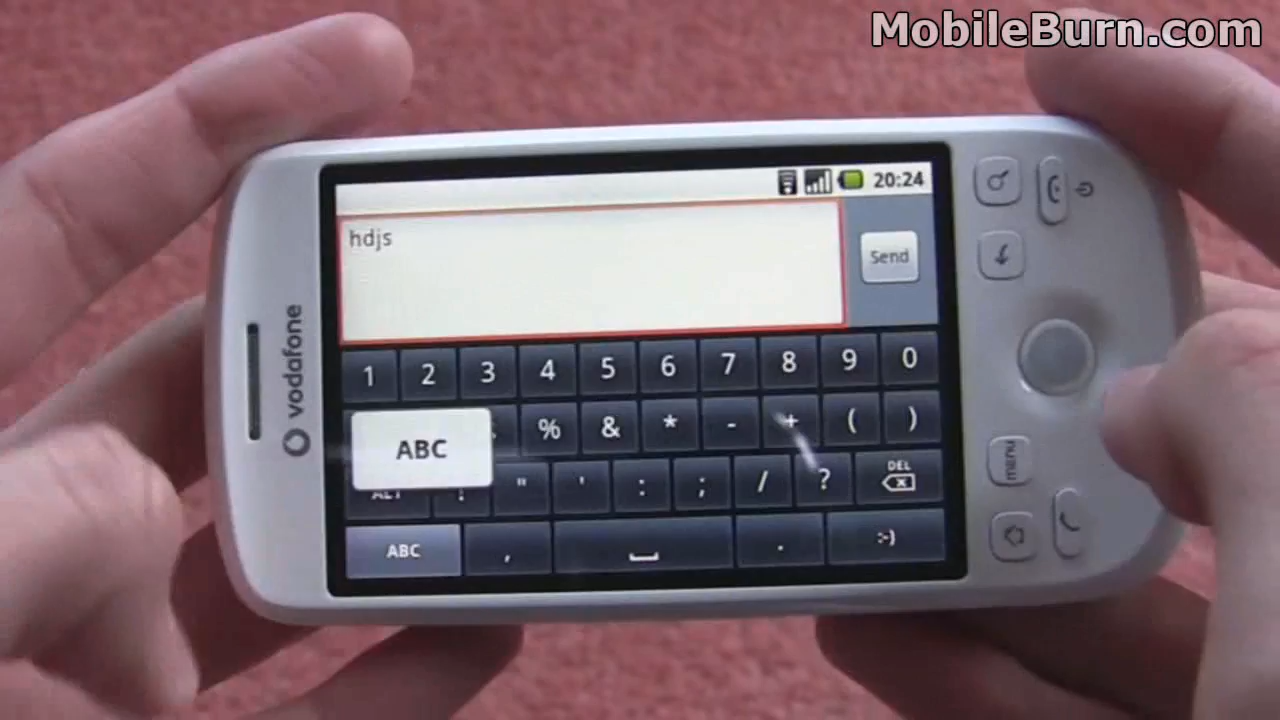 MobileBurn.com
20:24
hdjs
Send
vodafone
1 2 3 4 5 6 7 8 9 0
% & * - + ( )
ABC
ALT ! " ' : ; / ? DEL
ABC , . :-)
menu